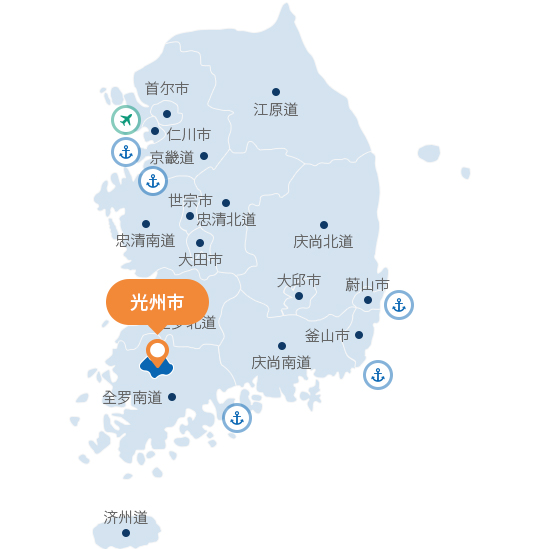 首尔市
江原道
仁川市
京畿道
世宗市
忠清北道
忠清南道
庆尚北道
大田市
大邱市
蔚山市
光州市
罗北道
釜山市
庆尚南道
全罗南道
济州道